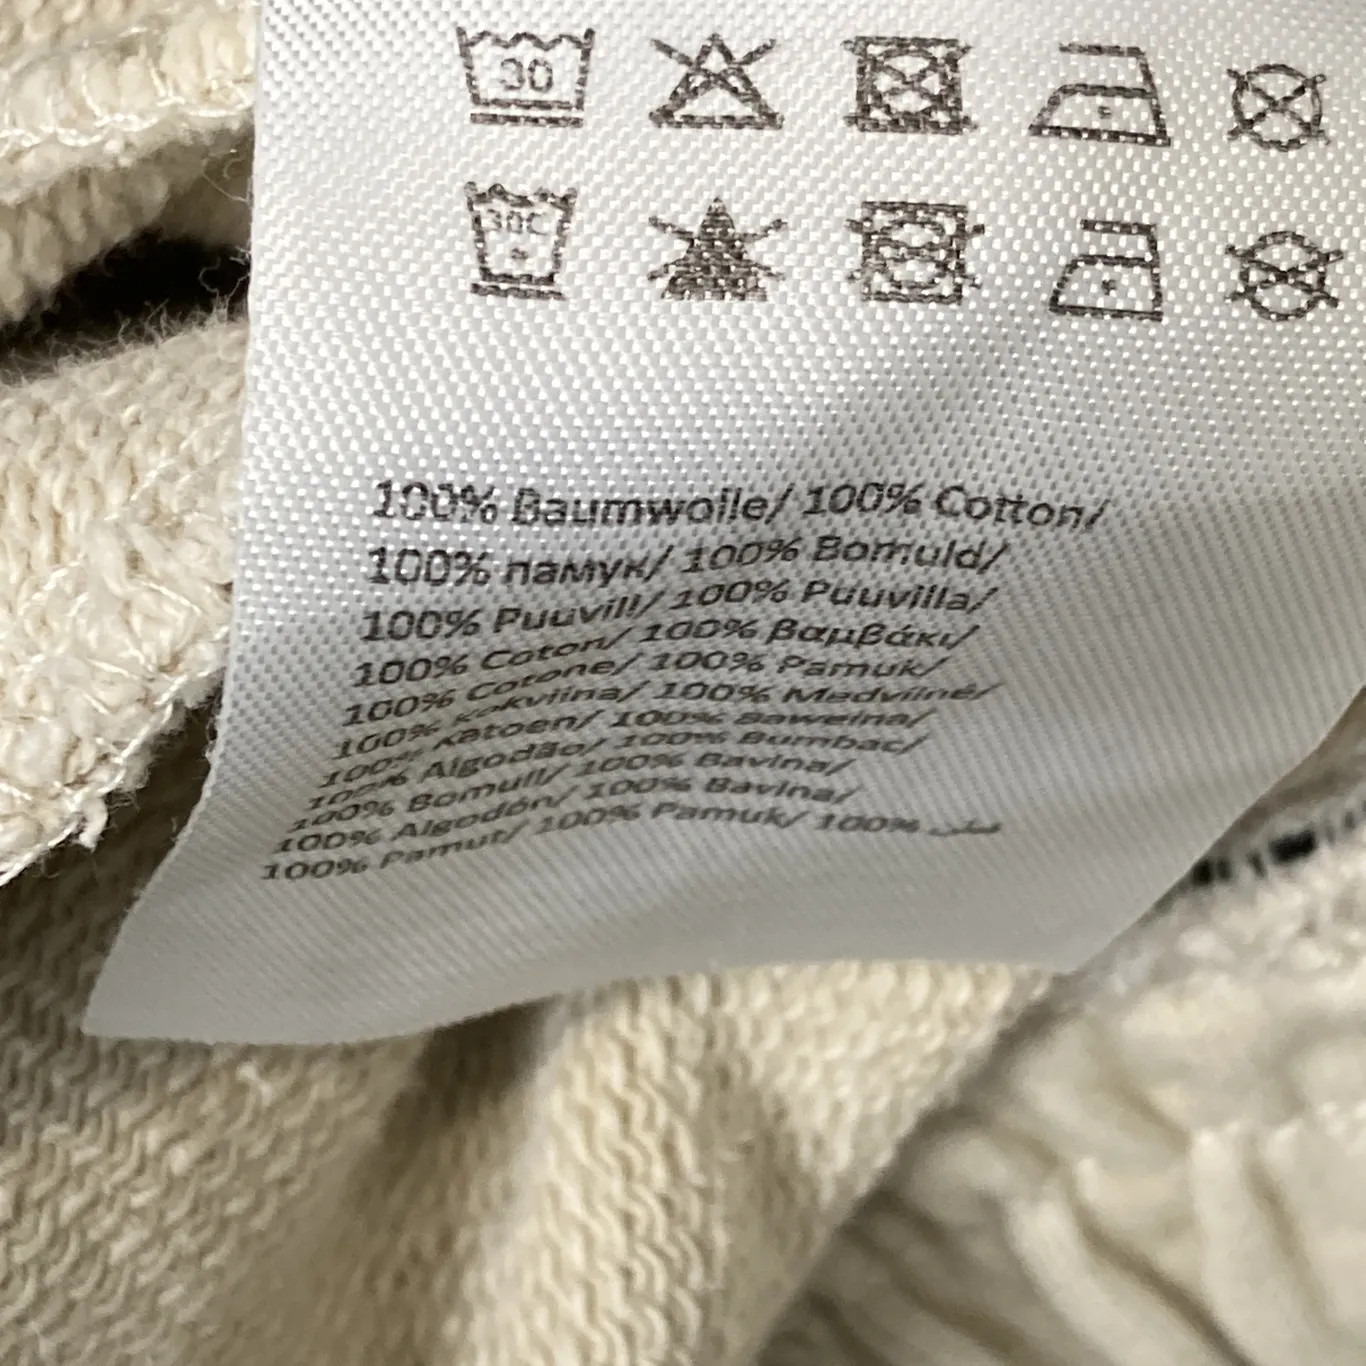 30
30C
100% Baumwolle/ 100% Cotton/
100% памук/ 100% Bomuld/
100% Puuvill/ 100% Puuvilla/
100% Coton/ 100% βαμβάκι/
100% Cotone/ 100% Pamuk/
100% Kokvilna/ 100% Medvilnė/
100% Katoen/ 100% Bawełna/
100% Algodão/ 100% Bumbac/
100% Bomull/ 100% Bavlna/
100% Algodón/ 100% Bavlna/
100% Pamut/ 100% Pamuk/ 100%